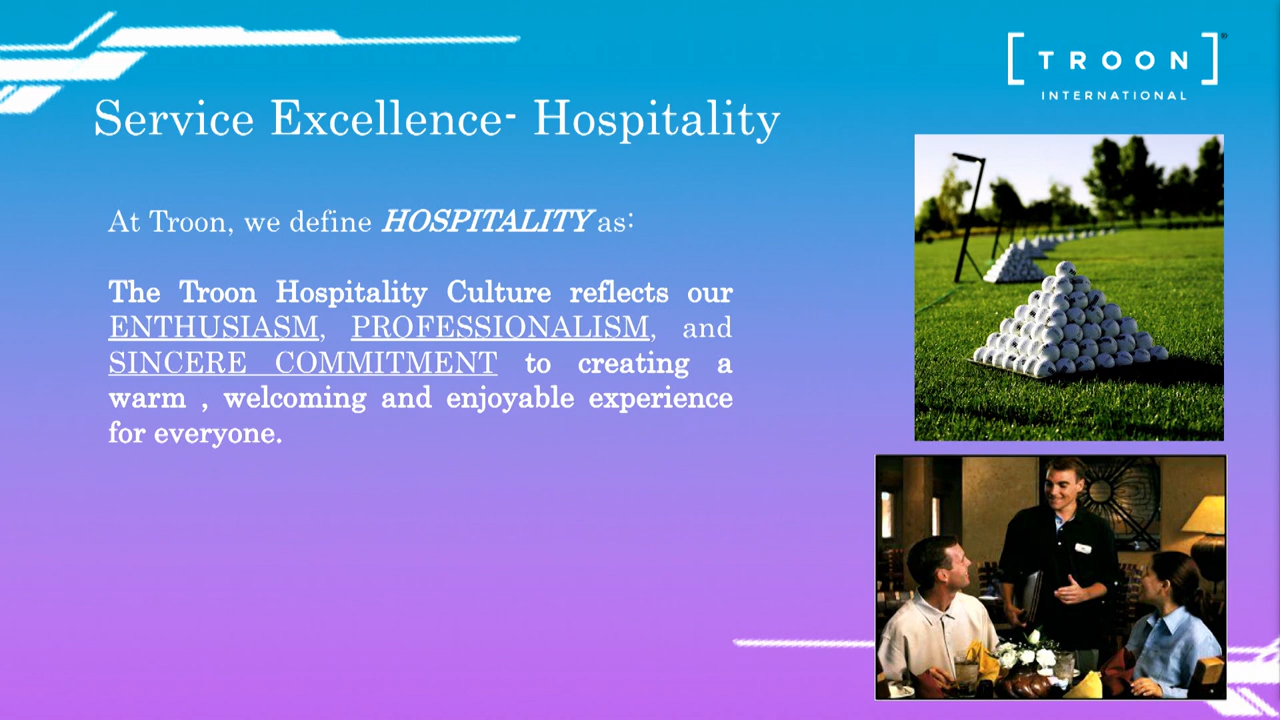 [ TROON ]®
INTERNATIONAL
Service Excellence- Hospitality
At Troon, we define HOSPITALITY as:
The Troon Hospitality Culture reflects our
ENTHUSIASM, PROFESSIONALISM, and
SINCERE COMMITMENT to creating a
warm , welcoming and enjoyable experience
for everyone.